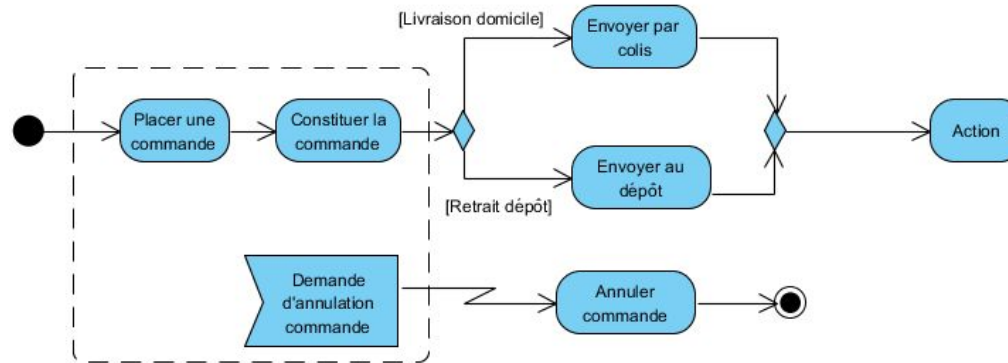 [Livraison domicile]
Envoyer par
colis
Placer une
commande
Constituer la
commande
Action
Envoyer au
dépôt
[Retrait dépôt]
Demande
d'annulation
commande
Annuler
commande